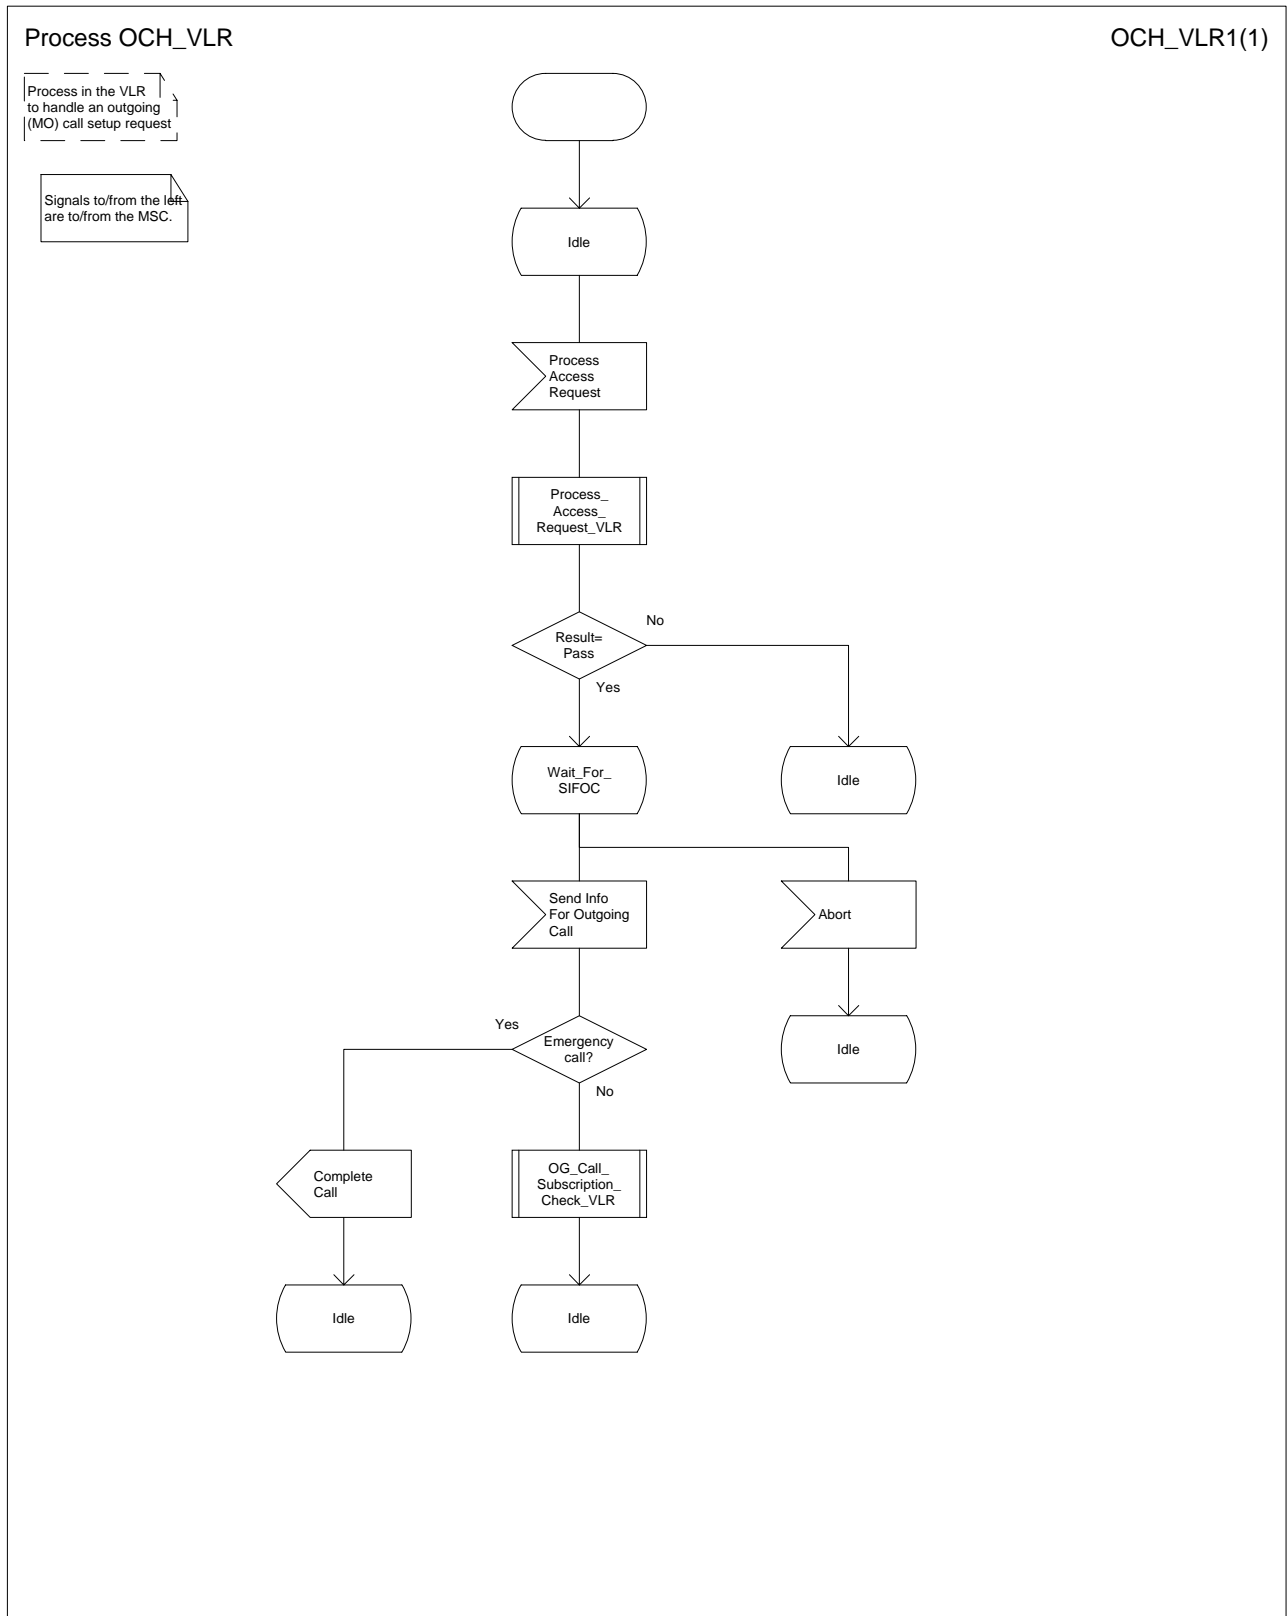 Process OCH_VLR
OCH_VLR1(1)
Process in the VLR
to handle an outgoing
(MO) call setup request
Signals to/from the left
are to/from the MSC.
Idle
Process
Access
Request
Process_
Access_
Request_VLR
Result=
Pass
No
Yes
Wait_For_
SIFOC
Idle
Send Info
For Outgoing
Call
Abort
Yes
Emergency
call?
No
Idle
Complete
Call
OG_Call_
Subscription_
Check_VLR
Idle
Idle